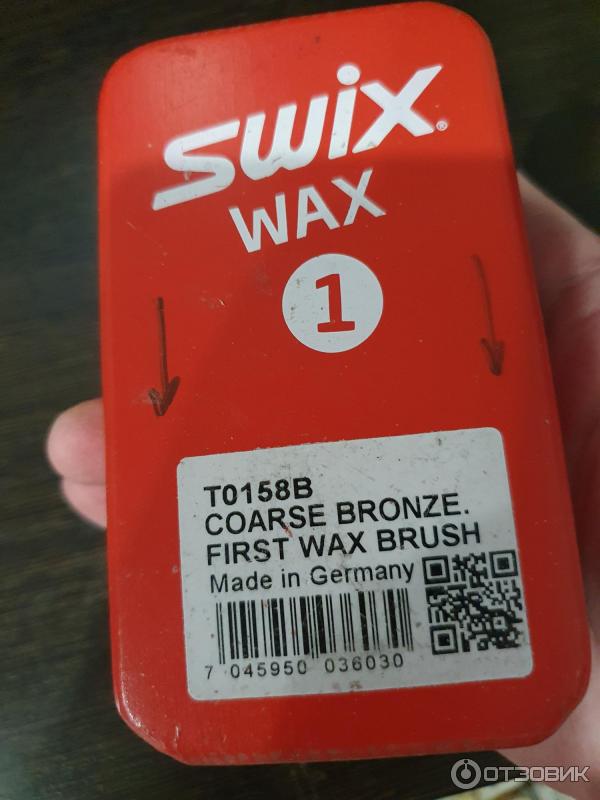 swix®
WAX
1
T0158B
COARSE BRONZE.
FIRST WAX BRUSH
Made in Germany
7 045950 036030
ОТЗОВИК